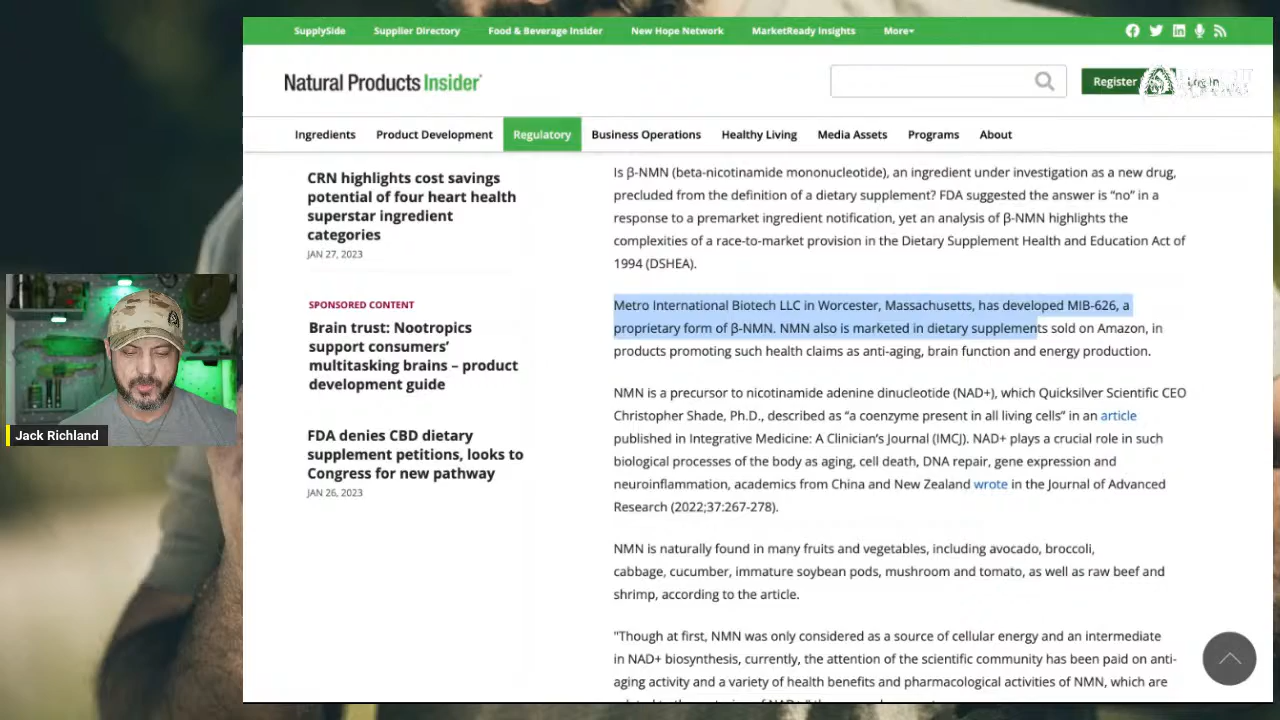 SupplySide
Supplier Directory
Food & Beverage Insider
New Hope Network
MarketReady Insights
More
Natural Products Insider
Register
Log In
Ingredients
Product Development
Regulatory
Business Operations
Healthy Living
Media Assets
Programs
About
CRN highlights cost savings
potential of four heart health
superstar ingredient
categories
JAN 27, 2023
SPONSORED CONTENT
Brain trust: Nootropics
support consumers’
multitasking brains – product
development guide
FDA denies CBD dietary
supplement petitions, looks to
Congress for new pathway
JAN 26, 2023
Is β-NMN (beta-nicotinamide mononucleotide), an ingredient under investigation as a new drug,
precluded from the definition of a dietary supplement? FDA suggested the answer is “no” in a
response to a premarket ingredient notification, yet an analysis of β-NMN highlights the
complexities of a race-to-market provision in the Dietary Supplement Health and Education Act of
1994 (DSHEA).
Metro International Biotech LLC in Worcester, Massachusetts, has developed MIB-626, a
proprietary form of β-NMN. NMN also is marketed in dietary supplements sold on Amazon, in
products promoting such health claims as anti-aging, brain function and energy production.
NMN is a precursor to nicotinamide adenine dinucleotide (NAD+), which Quicksilver Scientific CEO
Christopher Shade, Ph.D., described as “a coenzyme present in all living cells” in an article
published in Integrative Medicine: A Clinician’s Journal (IMCJ). NAD+ plays a crucial role in such
biological processes of the body as aging, cell death, DNA repair, gene expression and
neuroinflammation, academics from China and New Zealand wrote in the Journal of Advanced
Research (2022;37:267-278).
NMN is naturally found in many fruits and vegetables, including avocado, broccoli,
cabbage, cucumber, immature soybean pods, mushroom and tomato, as well as raw beef and
shrimp, according to the article.
"Though at first, NMN was only considered as a source of cellular energy and an intermediate
in NAD+ biosynthesis, currently, the attention of the scientific community has been paid on anti-
aging activity and a variety of health benefits and pharmacological activities of NMN, which are
Jack Richland